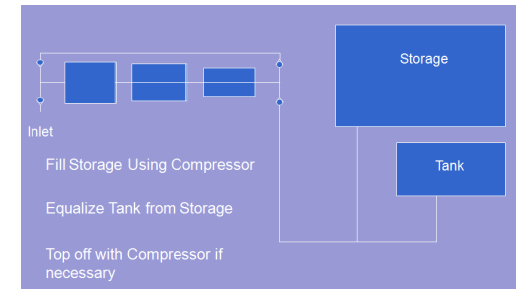 Storage
Inlet
Fill Storage Using Compressor
Tank
Equalize Tank from Storage
Top off with Compressor if
necessary